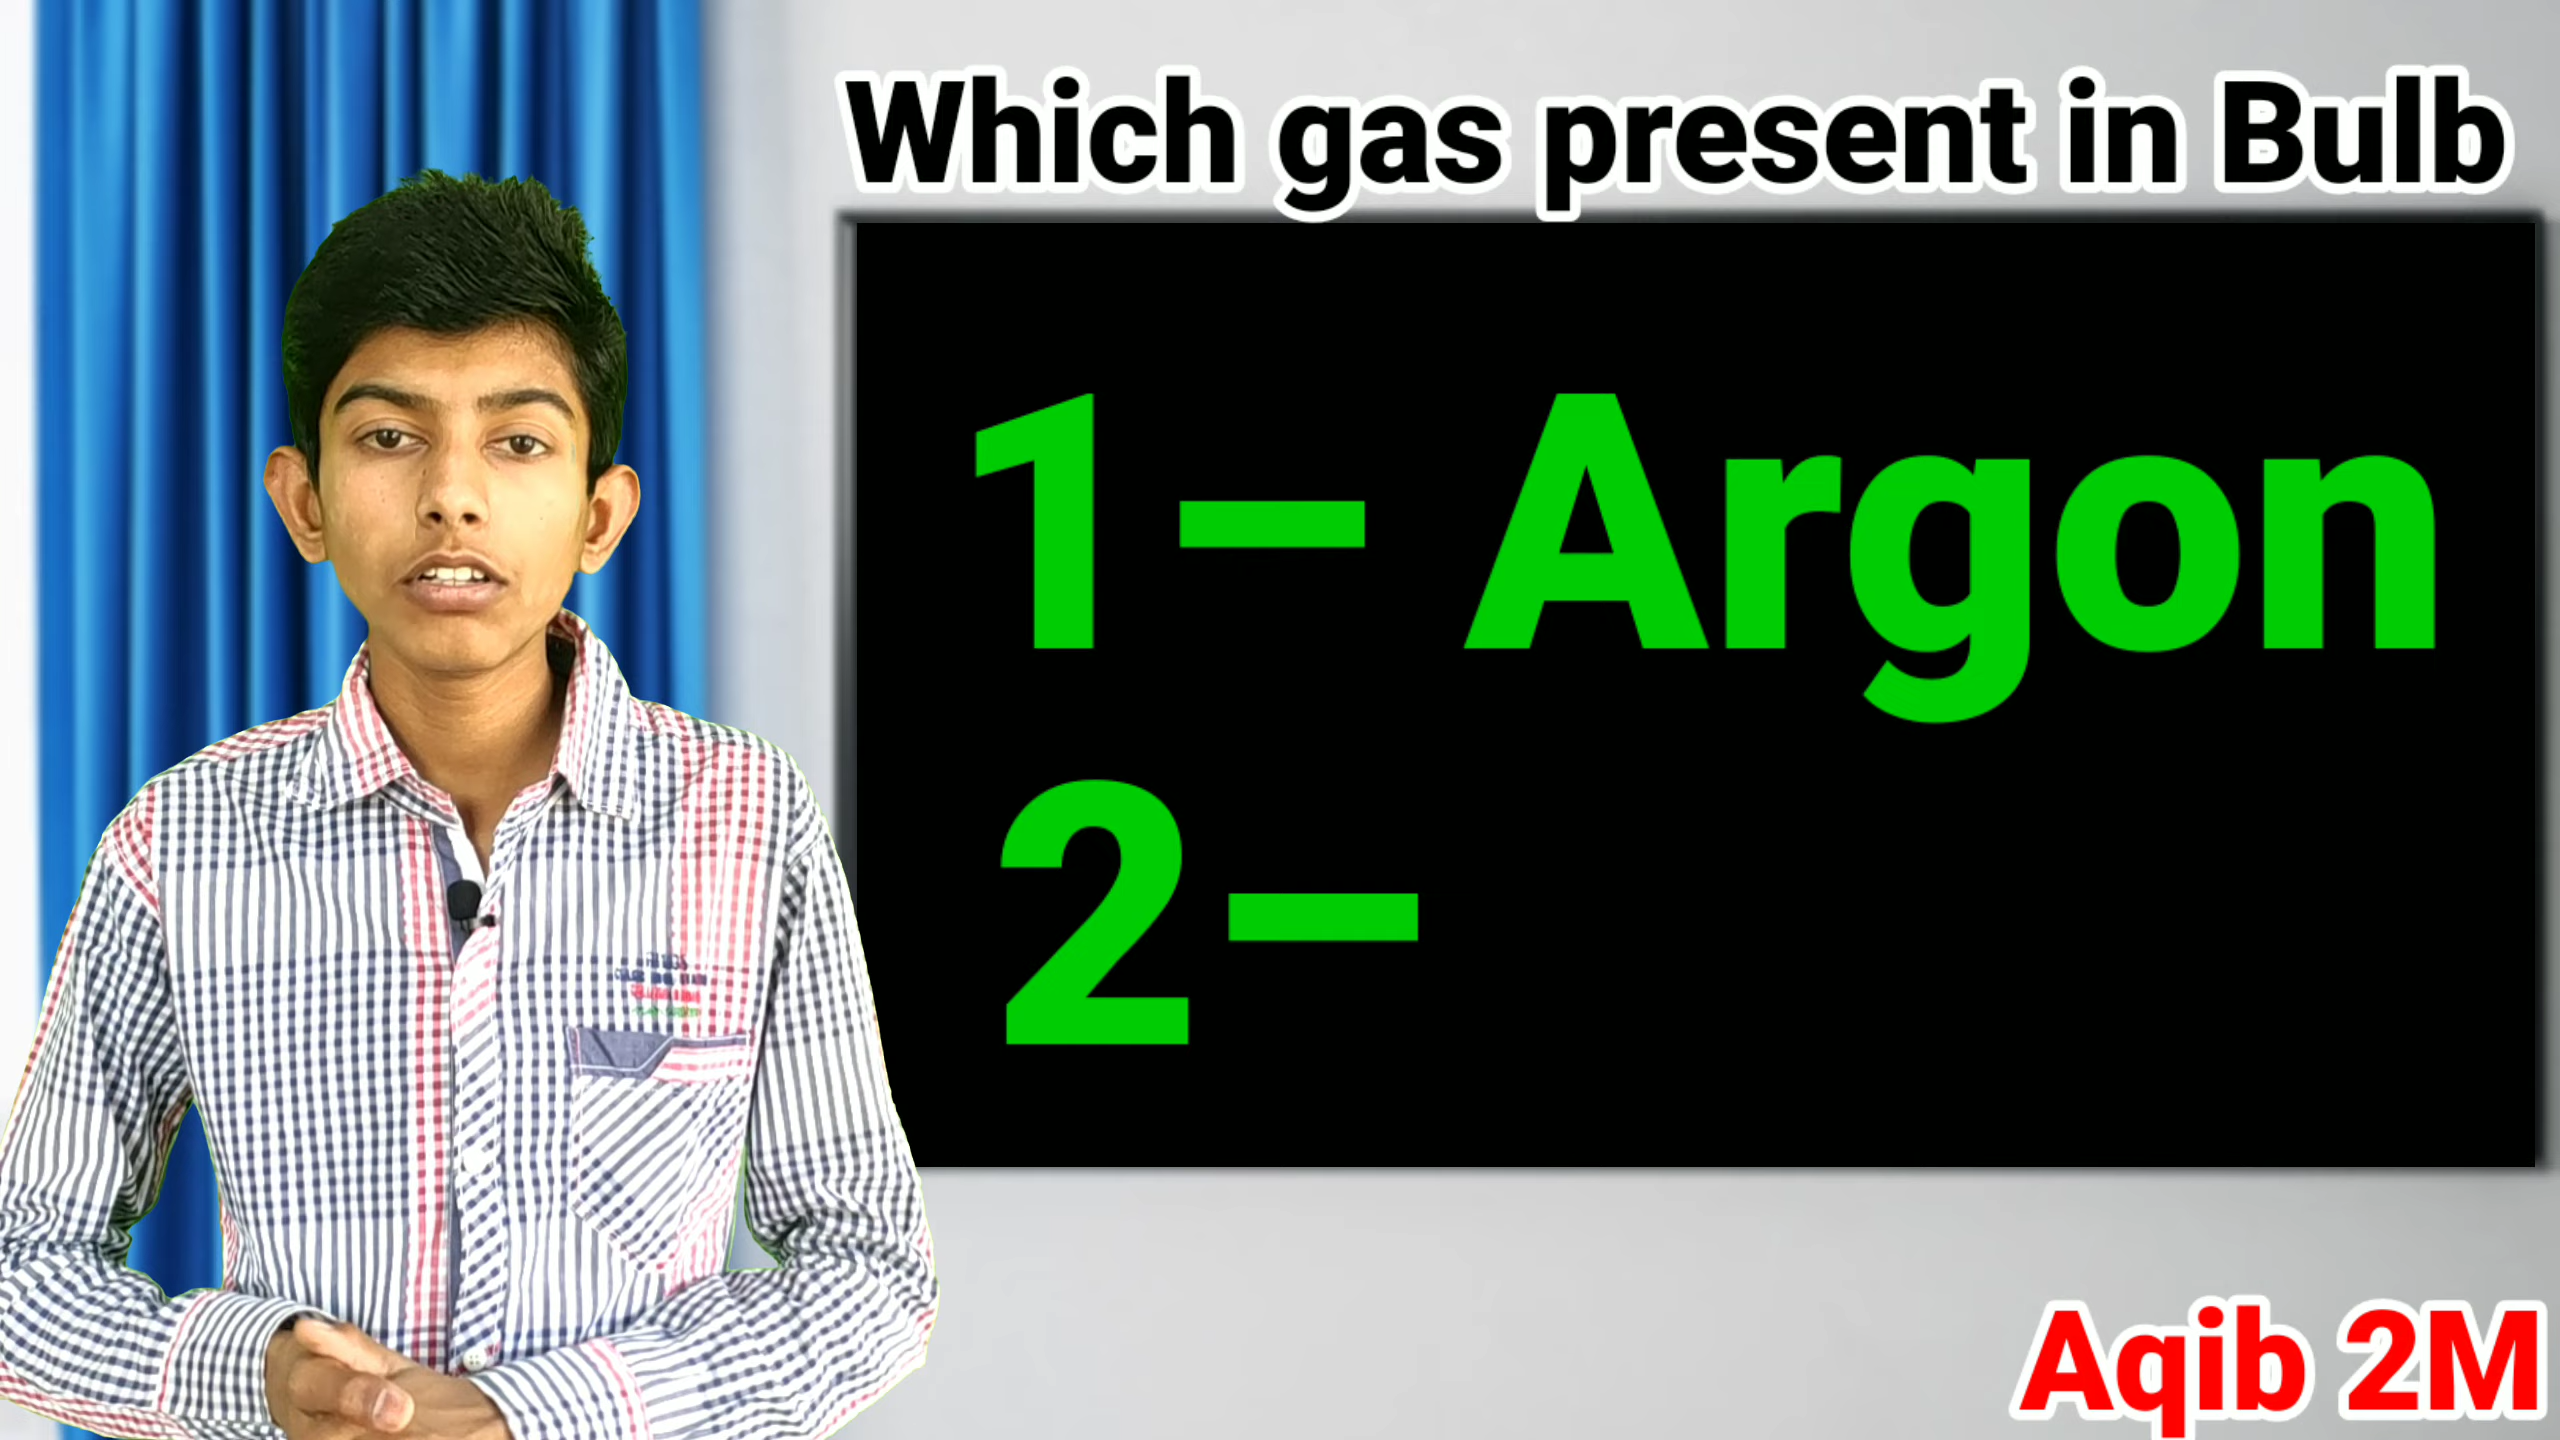 Which gas present in Bulb
1– Argon
2–
Aqib 2M